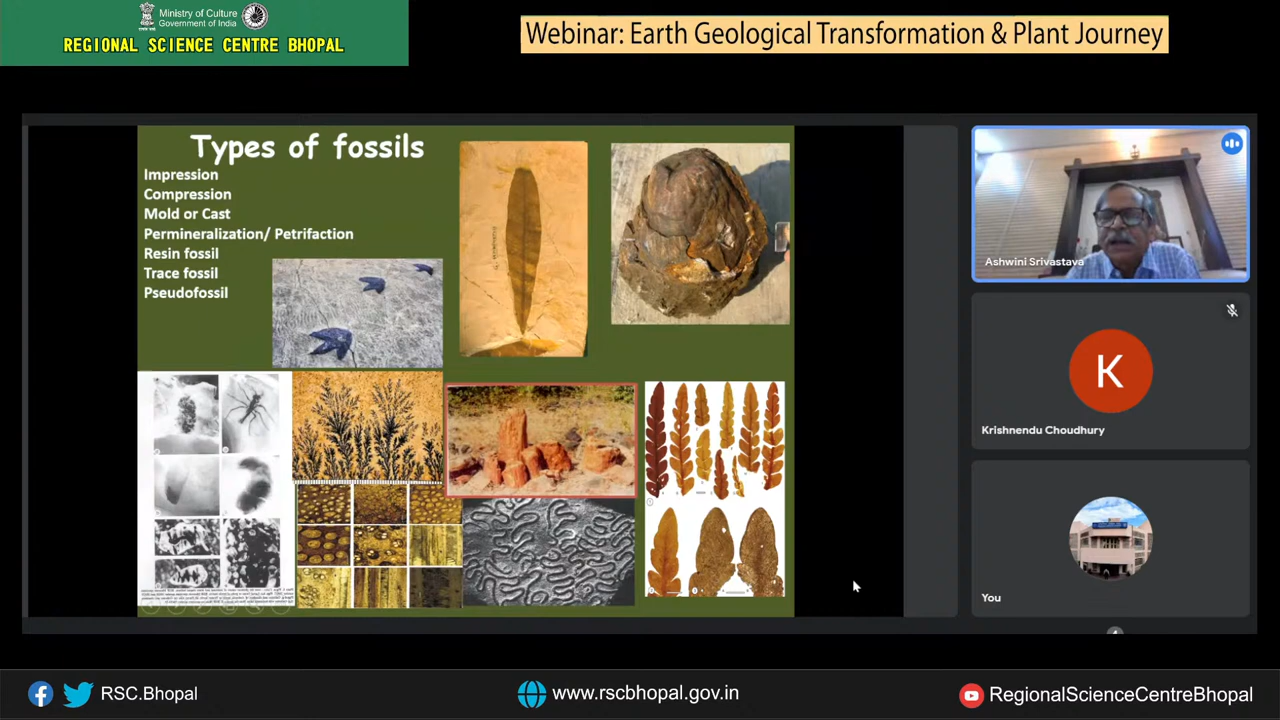 Ministry of Culture
Government of India
REGIONAL SCIENCE CENTRE BHOPAL
Webinar: Earth Geological Transformation & Plant Journey
Types of fossils
Impression
Compression
Mold or Cast
Permineralization/ Petrifaction
Resin fossil
Trace fossil
Pseudofossil
Ashwini Srivastava
K
Krishnendu Choudhury
You
RSC.Bhopal
www.rscbhopal.gov.in
RegionalScienceCentreBhopal